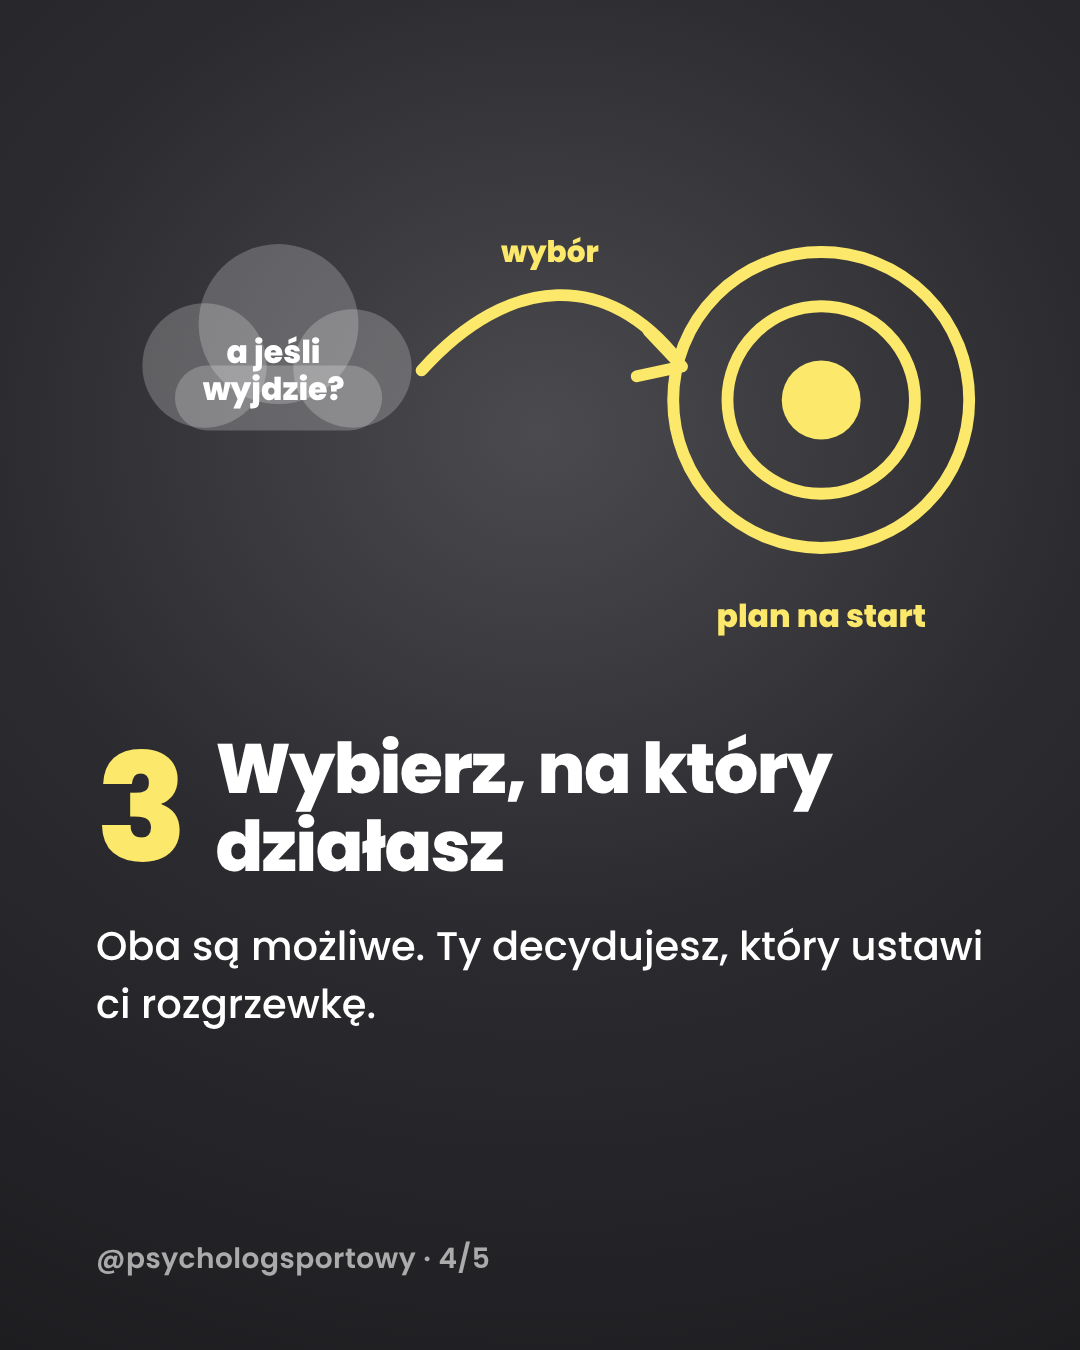 wybór
a jeśli
wyjdzie?
plan na start
3 Wybierz, na który
działasz
Oba są możliwe. Ty decydujesz, który ustawi
ci rozgrzewkę.
@psychologsportowy · 4/5